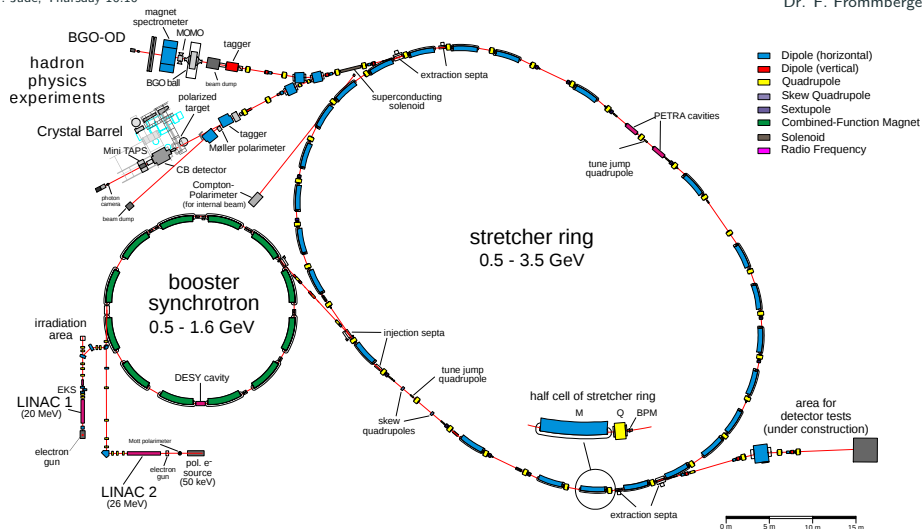 Dr. F. Frommberge
BGO-OD
magnet
spectrometer
MOMO
tagger
BGO ball
beam dump
hadron
physics
experiments
polarized
target
Crystal Barrel
tagger
Møller polarimeter
Mini TAPS
CB detector
photon
camera
beam dump
Compton-
Polarimeter
(for internal beam)
extraction septa
superconducting
solenoid
PETRA cavities
tune jump
quadrupole
Dipole (horizontal)
Dipole (vertical)
Quadrupole
Skew Quadrupole
Sextupole
Combined-Function Magnet
Solenoid
Radio Frequency
stretcher ring
0.5 - 3.5 GeV
booster
synchrotron
0.5 - 1.6 GeV
DESY cavity
irradiation
area
EKS
LINAC 1
(20 MeV)
electron
gun
Mott polarimeter
electron
gun
pol. e⁻
source
(50 keV)
LINAC 2
(26 MeV)
injection septa
tune jump
quadrupole
skew
quadrupoles
half cell of stretcher ring
M
Q
BPM
area for
detector tests
(under construction)
extraction septa
0 m
5 m
10 m
15 m